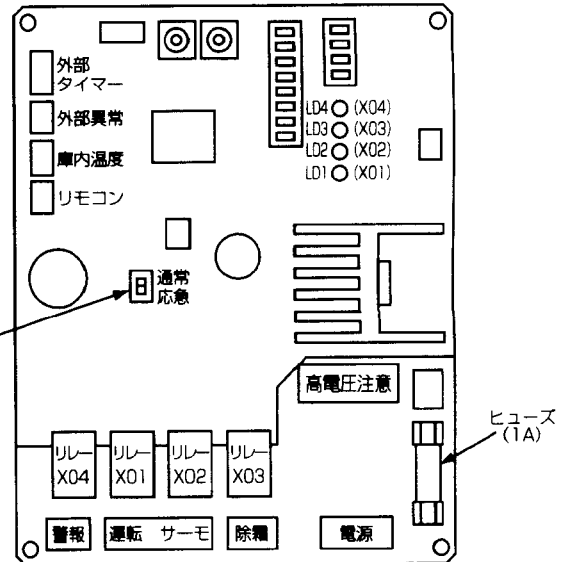 外部
タイマー
外部異常
庫内温度
リモコン
LD4 (X04)
LD3 (X03)
LD2 (X02)
LD1 (X01)
通常
応急
高電圧注意
ヒューズ
(1A)
リレー
X04
リレー
X01
リレー
X02
リレー
X03
警報
運転 サーモ
除霜
電源